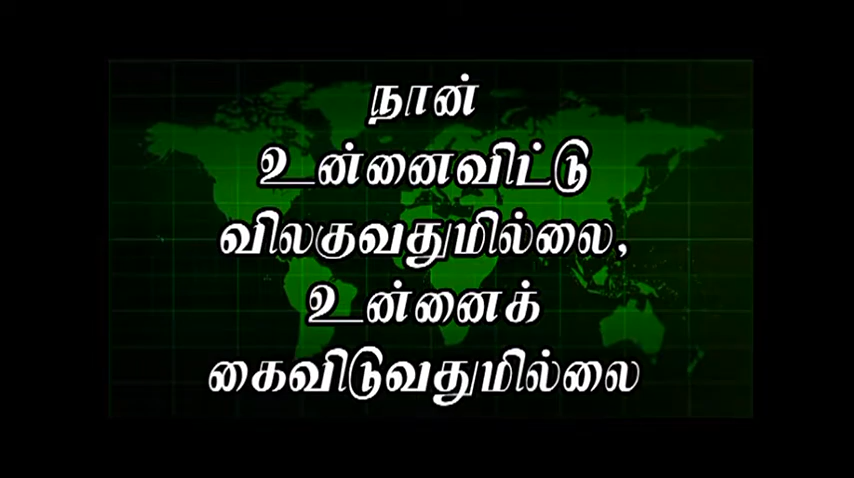 நான்
உன்னைவிட்டு
விலகுவதுமில்லை,
உன்னைக்
கைவிடுவதுமில்லை